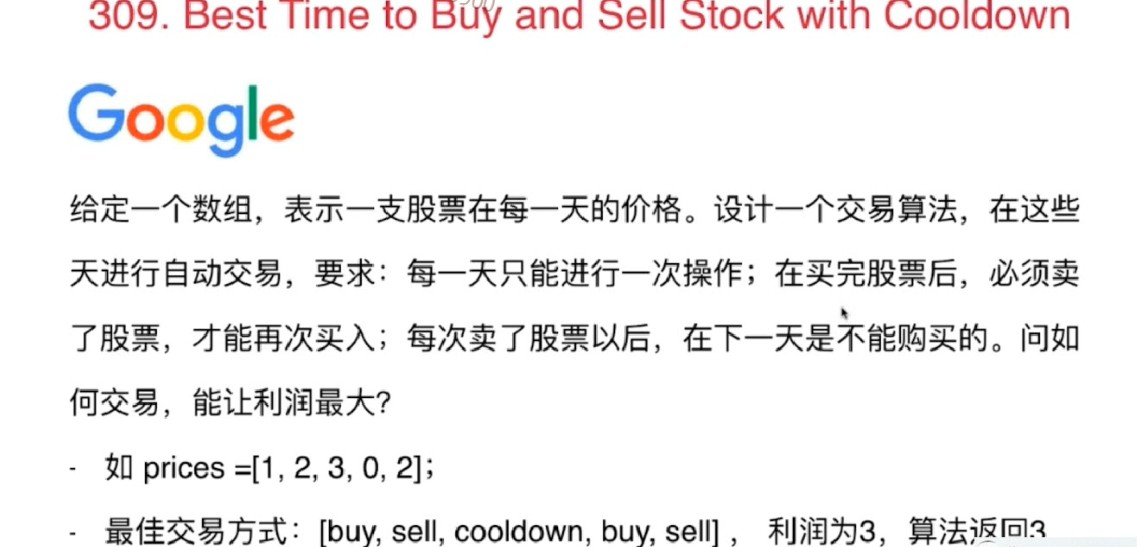 309. Best Time to Buy and Sell Stock with Cooldown
Google
给定一个数组，表示一支股票在每一天的价格。设计一个交易算法，在这些
天进行自动交易，要求：每一天只能进行一次操作；在买完股票后，必须卖
了股票，才能再次买入；每次卖了股票以后，在下一天是不能购买的。问如
何交易，能让利润最大?
- 如 prices =[1, 2, 3, 0, 2];
- 最佳交易方式：[buy, sell, cooldown, buy, sell] ， 利润为3，算法返回3